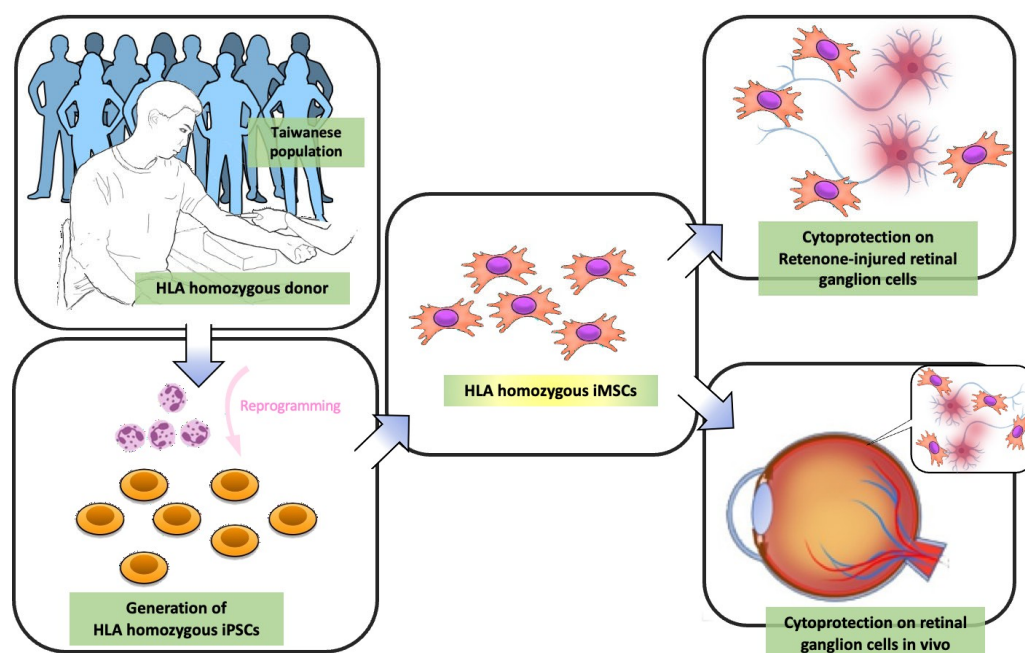 Taiwanese
population
HLA homozygous donor
Reprogramming
Generation of
HLA homozygous iPSCs
HLA homozygous iMSCs
Cytoprotection on
Retenone-injured retinal
ganglion cells
Cytoprotection on retinal
ganglion cells in vivo